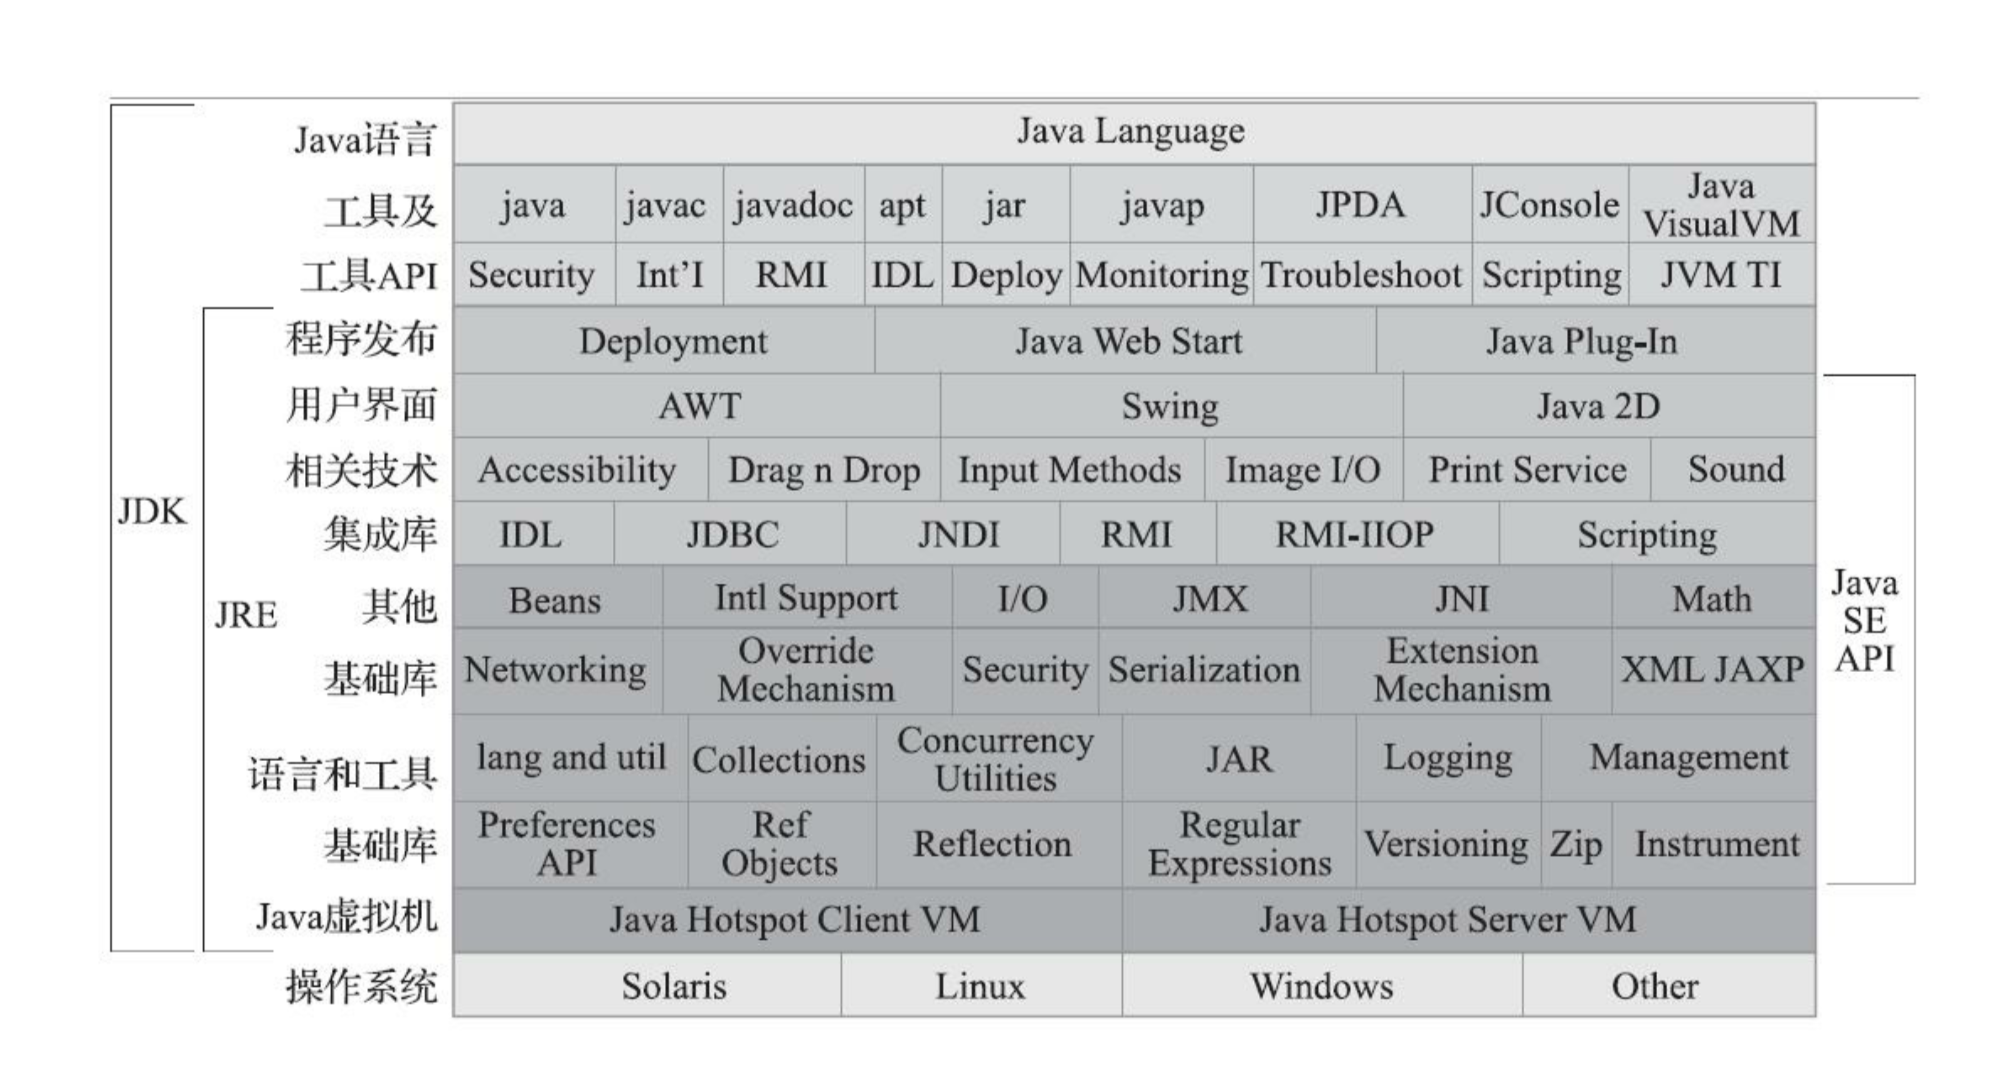 Java语言
Java Language
工具及
java javac javadoc apt jar javap JPDA JConsole Java VisualVM
工具API
Security Int’I RMI IDL Deploy Monitoring Troubleshoot Scripting JVM TI
程序发布
Deployment Java Web Start Java Plug-In
用户界面
AWT Swing Java 2D
相关技术
Accessibility Drag n Drop Input Methods Image I/O Print Service Sound
JDK
集成库
IDL JDBC JNDI RMI RMI-IIOP Scripting
JRE
其他
Beans Intl Support I/O JMX JNI Math
Java
SE
API
基础库
Networking Override Mechanism Security Serialization Extension Mechanism XML JAXP
语言和工具
lang and util Collections Concurrency Utilities JAR Logging Management
基础库
Preferences API Ref Objects Reflection Regular Expressions Versioning Zip Instrument
Java虚拟机
Java Hotspot Client VM Java Hotspot Server VM
操作系统
Solaris Linux Windows Other